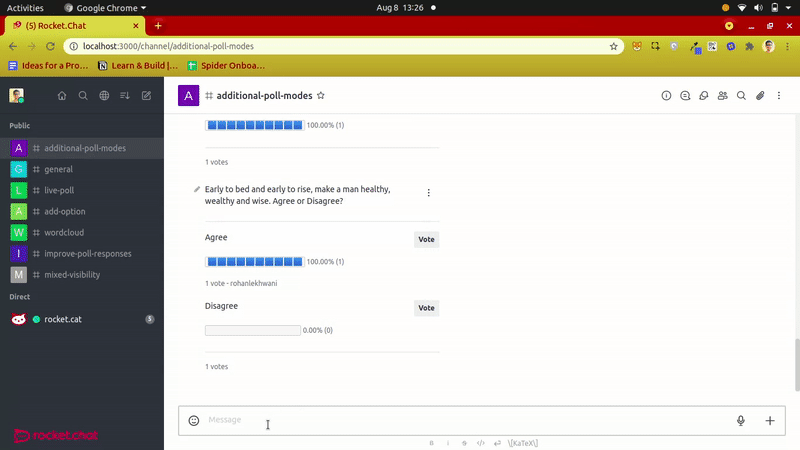 Activities
Google Chrome
Aug 8 13:26
(5) Rocket.Chat
localhost:3000/channel/additional-poll-modes
Ideas for a Pro...
Learn & Build |...
Spider Onboa...
A
# additional-poll-modes
Public
A # additional-poll-modes
G # general
L # live-poll
A # add-option
W # wordcloud
I # improve-poll-responses
M # mixed-visibility
Direct
rocket.cat 5
rocket.chat
100.00% (1)
1 votes
Early to bed and early to rise, make a man healthy,
wealthy and wise. Agree or Disagree?
Agree Vote
100.00% (1)
1 vote - rohanlekhwani
Disagree Vote
0.00% (0)
1 votes
Message
B i S </> \[KaTeX\]